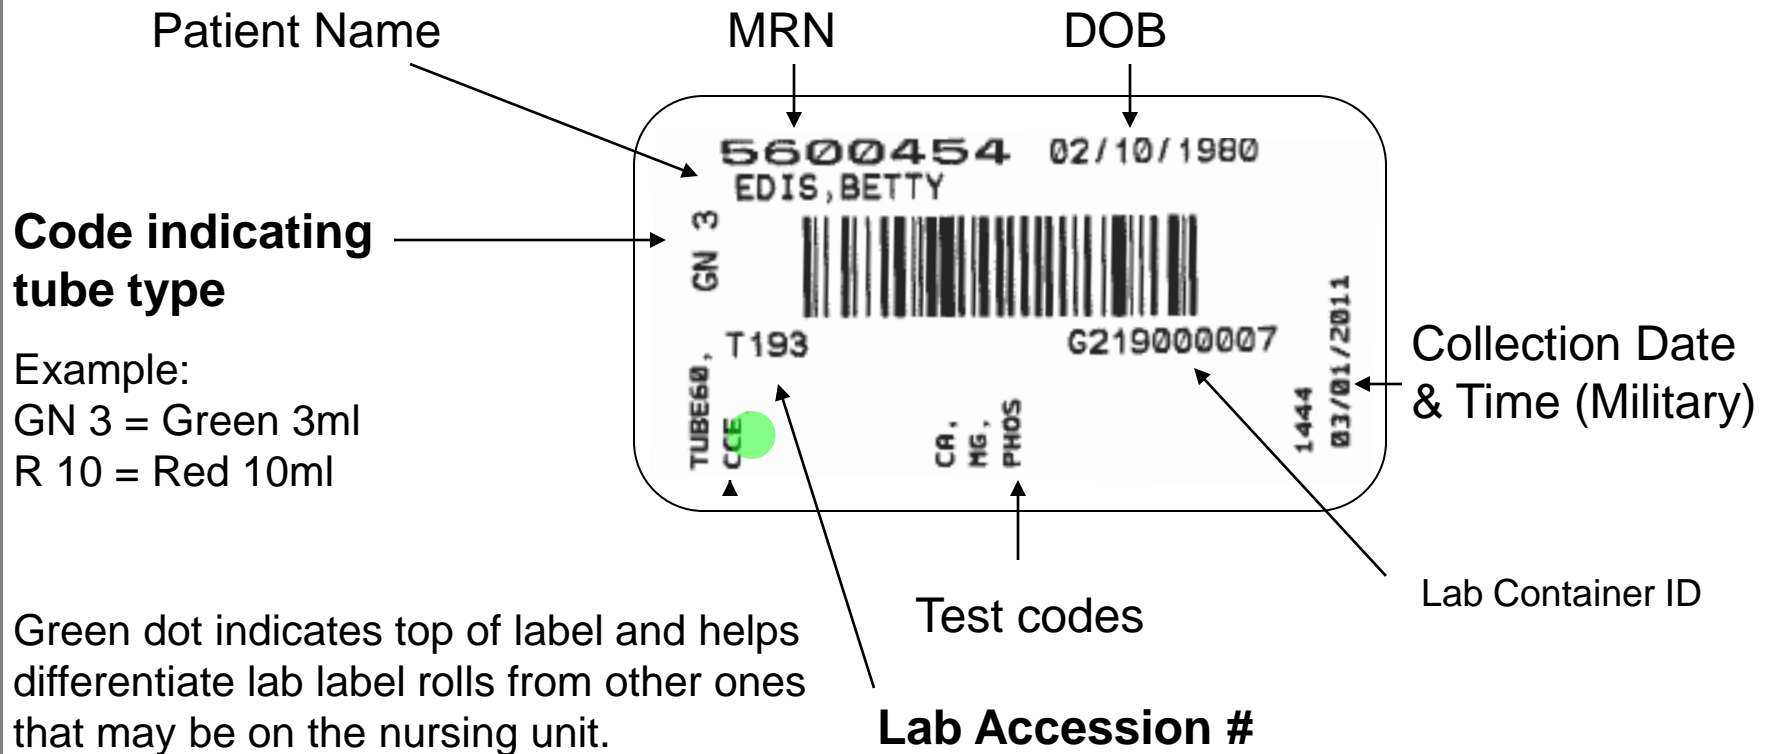 Patient Name
MRN
DOB
5600454 02/10/1980
EDIS,BETTY
Code indicating
tube type
GN 3
T193
G219000007
Example:
GN 3 = Green 3ml
R 10 = Red 10ml
TUBE60,
CCE
CA,
MG,
PHOS
1444
03/01/2011
Collection Date
& Time (Military)
Lab Container ID
Test codes
Green dot indicates top of label and helps
differentiate lab label rolls from other ones
that may be on the nursing unit.
Lab Accession #